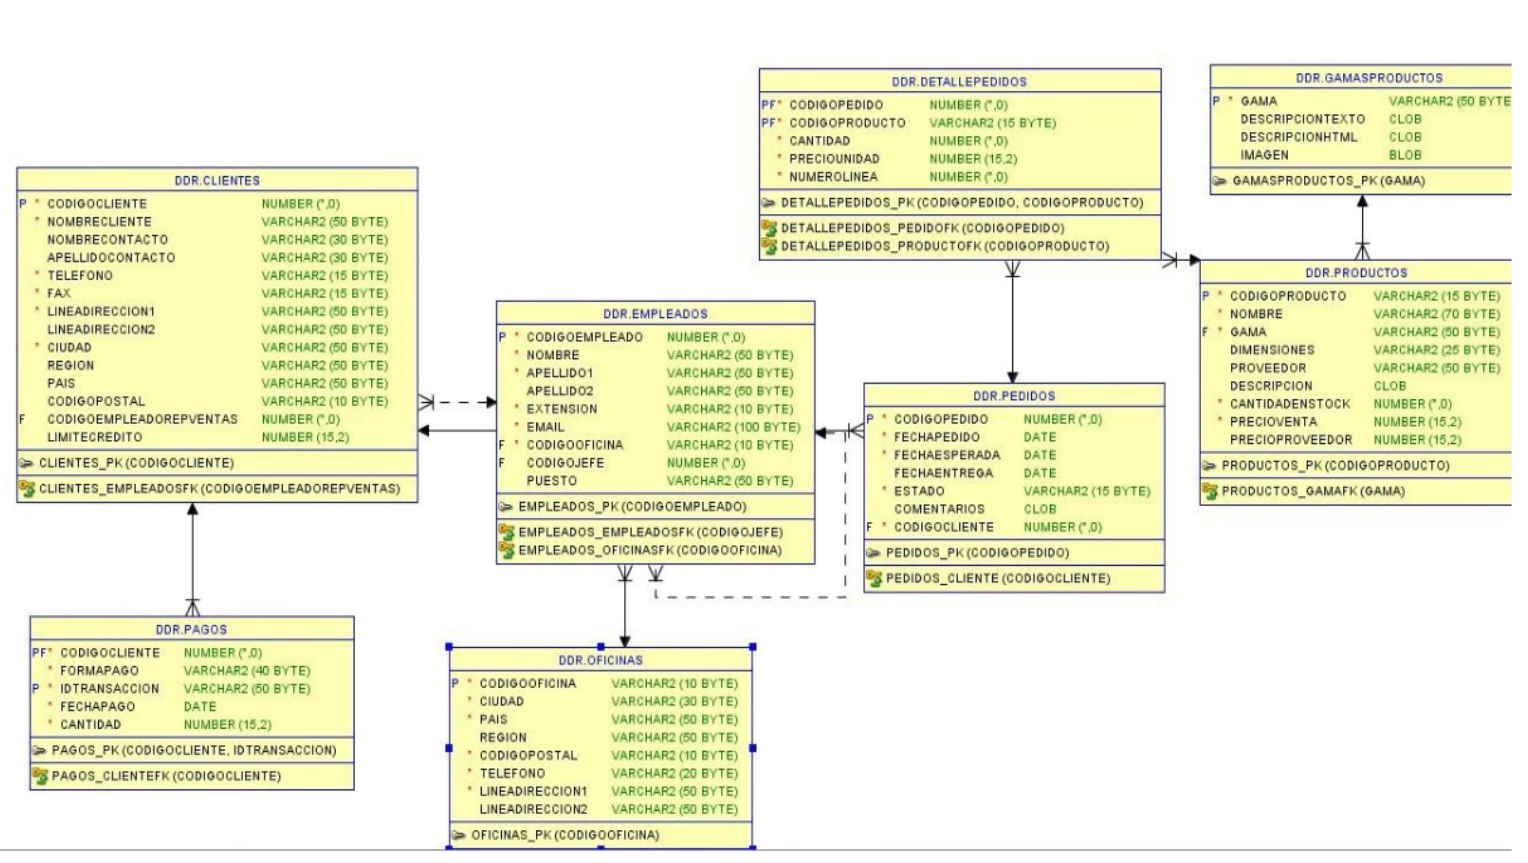 DDR.CLIENTES
P * CODIGOCLIENTE NUMBER (*,0)
* NOMBRECLIENTE VARCHAR2 (50 BYTE)
NOMBRECONTACTO VARCHAR2 (30 BYTE)
APELLIDOCONTACTO VARCHAR2 (30 BYTE)
* TELEFONO VARCHAR2 (15 BYTE)
* FAX VARCHAR2 (15 BYTE)
* LINEADIRECCION1 VARCHAR2 (50 BYTE)
LINEADIRECCION2 VARCHAR2 (50 BYTE)
* CIUDAD VARCHAR2 (50 BYTE)
REGION VARCHAR2 (50 BYTE)
PAIS VARCHAR2 (50 BYTE)
CODIGOPOSTAL VARCHAR2 (10 BYTE)
F CODIGOEMPLEADOREPVENTAS NUMBER (*,0)
LIMITECREDITO NUMBER (15,2)
CLIENTES_PK (CODIGOCLIENTE)
CLIENTES_EMPLEADOSFK (CODIGOEMPLEADOREPVENTAS)
DDR.PAGOS
PF* CODIGOCLIENTE NUMBER (*,0)
* FORMAPAGO VARCHAR2 (40 BYTE)
P * IDTRANSACCION VARCHAR2 (50 BYTE)
* FECHAPAGO DATE
* CANTIDAD NUMBER (15,2)
PAGOS_PK (CODIGOCLIENTE, IDTRANSACCION)
PAGOS_CLIENTEFK (CODIGOCLIENTE)
DDR.EMPLEADOS
P * CODIGOEMPLEADO NUMBER (*,0)
* NOMBRE VARCHAR2 (50 BYTE)
* APELLIDO1 VARCHAR2 (50 BYTE)
APELLIDO2 VARCHAR2 (50 BYTE)
* EXTENSION VARCHAR2 (10 BYTE)
* EMAIL VARCHAR2 (100 BYTE)
F * CODIGOOFICINA VARCHAR2 (10 BYTE)
F CODIGOJEFE NUMBER (*,0)
PUESTO VARCHAR2 (50 BYTE)
EMPLEADOS_PK (CODIGOEMPLEADO)
EMPLEADOS_EMPLEADOSFK (CODIGOJEFE)
EMPLEADOS_OFICINASFK (CODIGOOFICINA)
DDR.OFICINAS
P * CODIGOOFICINA VARCHAR2 (10 BYTE)
* CIUDAD VARCHAR2 (30 BYTE)
* PAIS VARCHAR2 (50 BYTE)
REGION VARCHAR2 (50 BYTE)
* CODIGOPOSTAL VARCHAR2 (10 BYTE)
* TELEFONO VARCHAR2 (20 BYTE)
* LINEADIRECCION1 VARCHAR2 (50 BYTE)
LINEADIRECCION2 VARCHAR2 (50 BYTE)
OFICINAS_PK (CODIGOOFICINA)
DDR.DETALLEPEDIDOS
PF* CODIGOPEDIDO NUMBER (*,0)
PF* CODIGOPRODUCTO VARCHAR2 (15 BYTE)
* CANTIDAD NUMBER (*,0)
* PRECIOUNIDAD NUMBER (15,2)
* NUMEROLINEA NUMBER (*,0)
DETALLEPEDIDOS_PK (CODIGOPEDIDO, CODIGOPRODUCTO)
DETALLEPEDIDOS_PEDIDOFK (CODIGOPEDIDO)
DETALLEPEDIDOS_PRODUCTOFK (CODIGOPRODUCTO)
DDR.PEDIDOS
P * CODIGOPEDIDO NUMBER (*,0)
* FECHAPEDIDO DATE
* FECHAESPERADA DATE
FECHAENTREGA DATE
* ESTADO VARCHAR2 (15 BYTE)
COMENTARIOS CLOB
F * CODIGOCLIENTE NUMBER (*,0)
PEDIDOS_PK (CODIGOPEDIDO)
PEDIDOS_CLIENTE (CODIGOCLIENTE)
DDR.GAMASPRODUCTOS
P * GAMA VARCHAR2 (50 BYTE
DESCRIPCIONTEXTO CLOB
DESCRIPCIONHTML CLOB
IMAGEN BLOB
GAMASPRODUCTOS_PK (GAMA)
DDR.PRODUCTOS
P * CODIGOPRODUCTO VARCHAR2 (15 BYTE)
* NOMBRE VARCHAR2 (70 BYTE)
F * GAMA VARCHAR2 (50 BYTE)
DIMENSIONES VARCHAR2 (25 BYTE)
PROVEEDOR VARCHAR2 (50 BYTE)
DESCRIPCION CLOB
* CANTIDADENSTOCK NUMBER (*,0)
* PRECIOVENTA NUMBER (15,2)
PRECIOPROVEEDOR NUMBER (15,2)
PRODUCTOS_PK (CODIGOPRODUCTO)
PRODUCTOS_GAMAFK (GAMA)